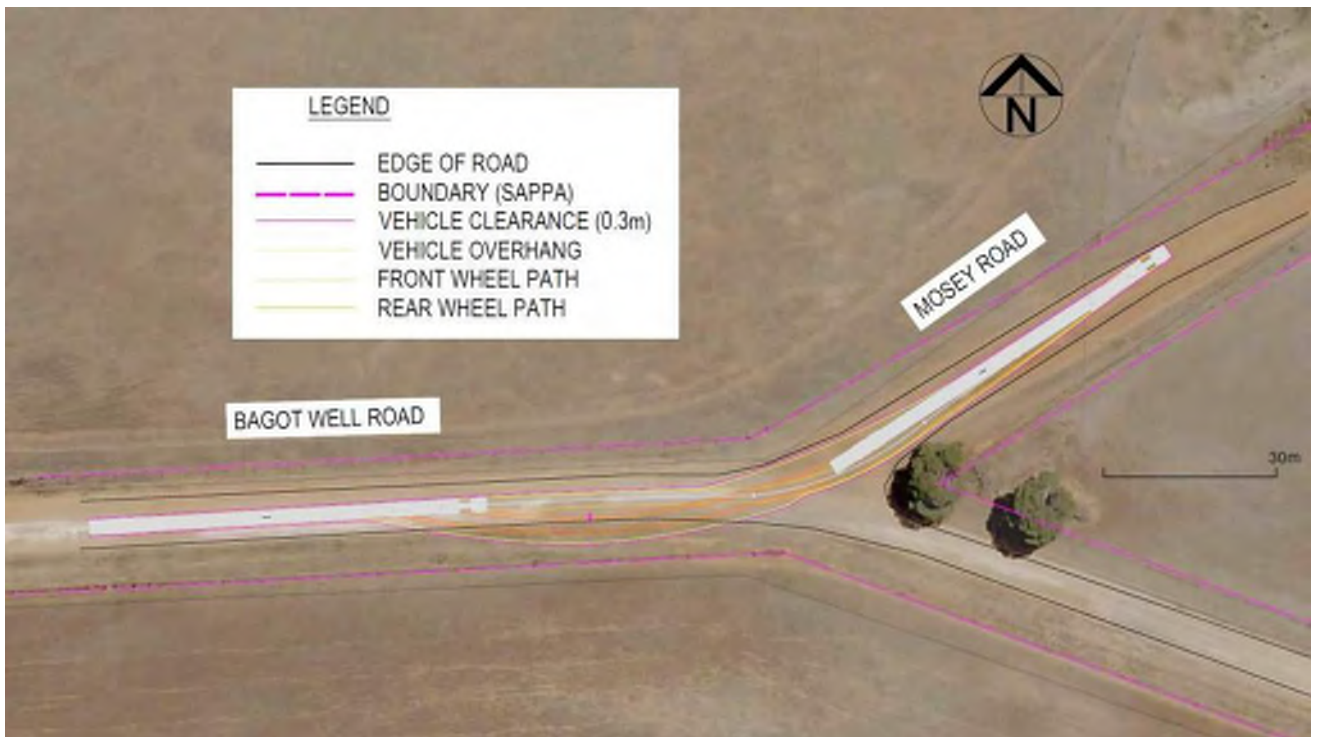 LEGEND
EDGE OF ROAD
BOUNDARY (SAPPA)
VEHICLE CLEARANCE (0.3m)
VEHICLE OVERHANG
FRONT WHEEL PATH
REAR WHEEL PATH
N
MOSEY ROAD
BAGOT WELL ROAD
30m